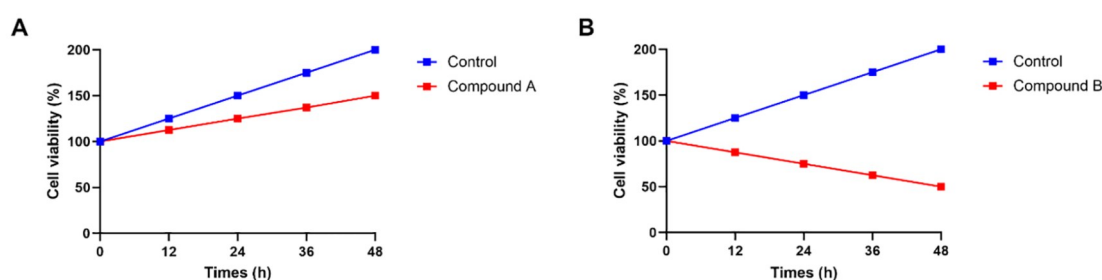 A
Cell viability (%)
200
150
100
50
0
0 12 24 36 48
Times (h)
Control
Compound A
B
Cell viability (%)
200
150
100
50
0
0 12 24 36 48
Times (h)
Control
Compound B